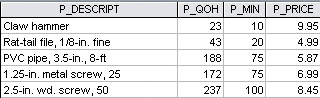 P_DESCRIPT P_QOH P_MIN P_PRICE
Claw hammer 23 10 9.95
Rat-tail file, 1/8-in. fine 43 20 4.99
PVC pipe, 3.5-in., 8-ft 188 75 5.87
1.25-in. metal screw, 25 172 75 6.99
2.5-in. wd. screw, 50 237 100 8.45